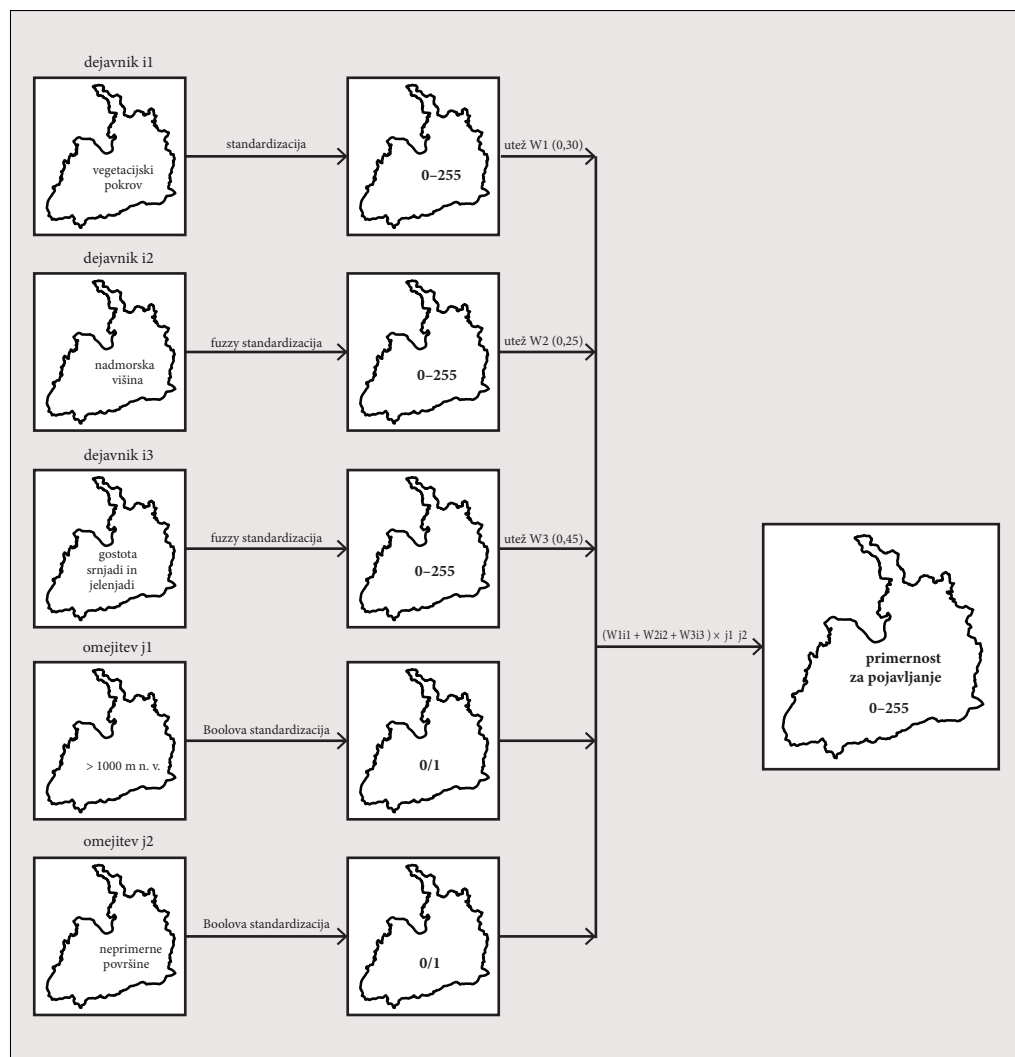 dejavnik i1
vegetacijski
pokrov
standardizacija
0–255
utež W1 (0,30)
dejavnik i2
nadmorska
višina
fuzzy standardizacija
0–255
utež W2 (0,25)
dejavnik i3
gostota
srnjadi in
jelenjadi
fuzzy standardizacija
0–255
utež W3 (0,45)
omejitev j1
> 1000 m n. v.
Boolova standardizacija
0/1
omejitev j2
neprimerne
površine
Boolova standardizacija
0/1
(W1i1 + W2i2 + W3i3 ) × j1 j2
primernost
za pojavljanje
0–255